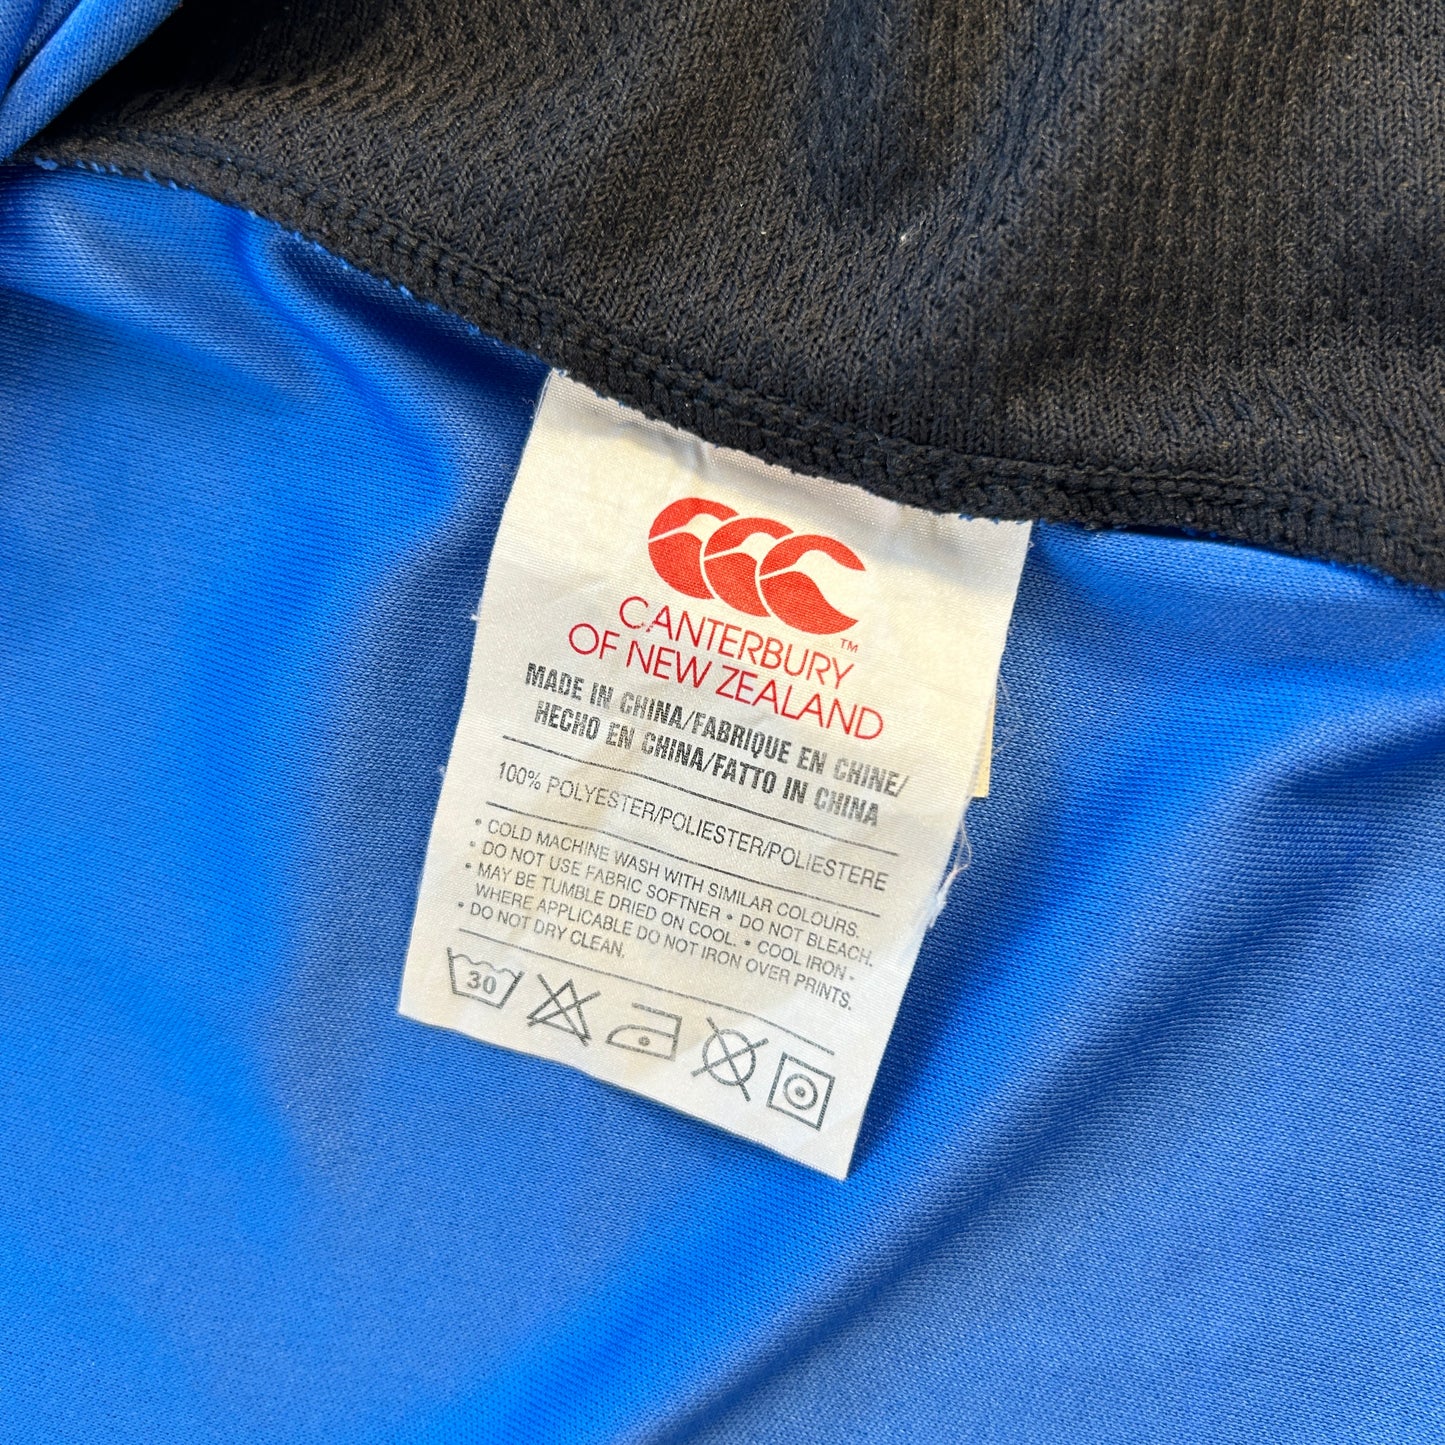 CANTERBURY™
OF NEW ZEALAND
MADE IN CHINA/FABRIQUE EN CHINE/
HECHO EN CHINA/FATTO IN CHINA
100% POLYESTER/POLIESTER/POLIESTERE
• COLD MACHINE WASH WITH SIMILAR COLOURS.
• DO NOT USE FABRIC SOFTNER • DO NOT BLEACH.
• MAY BE TUMBLE DRIED ON COOL. • COOL IRON -
WHERE APPLICABLE DO NOT IRON OVER PRINTS.
• DO NOT DRY CLEAN.
30